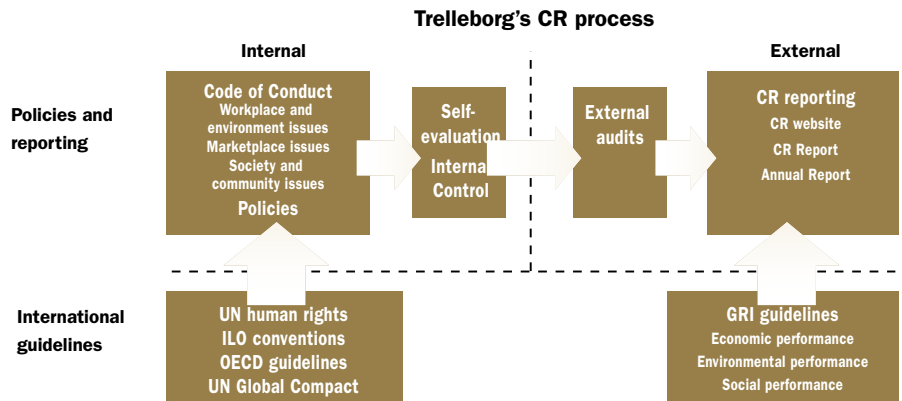 Trelleborg's CR process
Internal
External
Policies and
reporting
Code of Conduct
Workplace and
environment issues
Marketplace issues
Society and
community issues
Policies
Self-
evaluation
Internal
Control
External
audits
CR reporting
CR website
CR Report
Annual Report
International
guidelines
UN human rights
ILO conventions
OECD guidelines
UN Global Compact
GRI guidelines
Economic performance
Environmental performance
Social performance